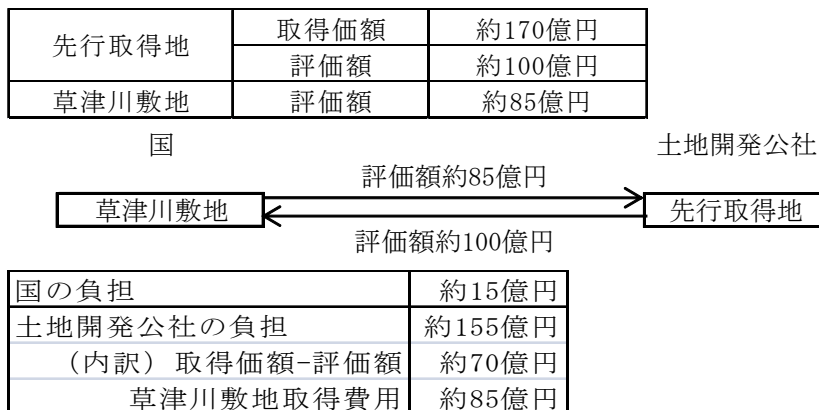 先行取得地 取得価額 約170億円
評価額 約100億円
草津川敷地 評価額 約85億円
国 土地開発公社
評価額約85億円
草津川敷地 先行取得地
評価額約100億円
国の負担 約15億円
土地開発公社の負担 約155億円
(内訳)取得価額-評価額 約70億円
草津川敷地取得費用 約85億円